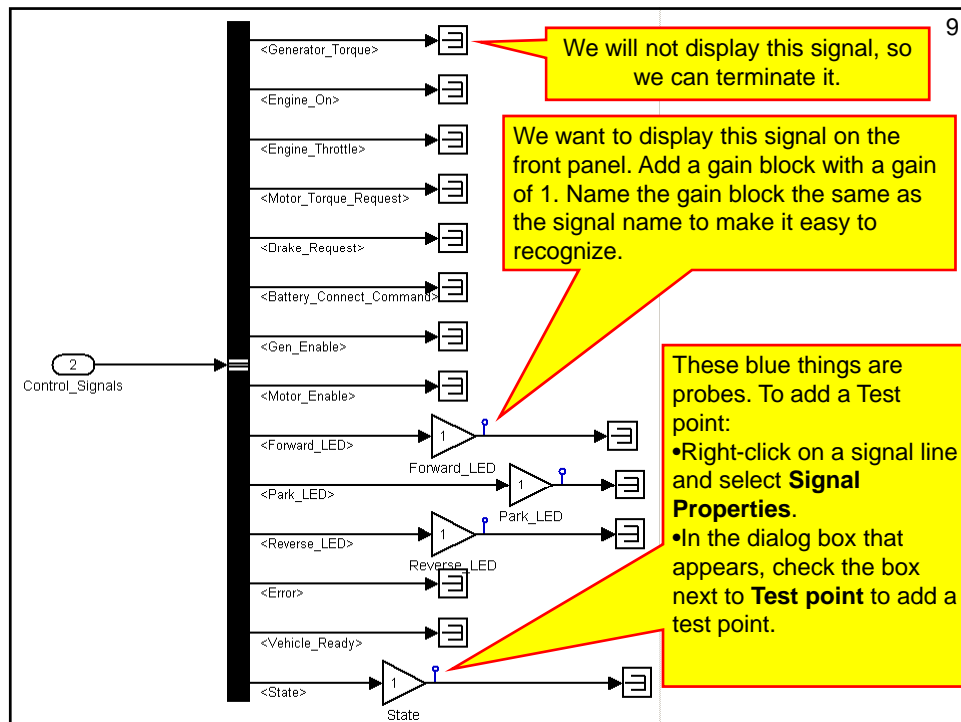 9
<Generator_Torque>
We will not display this signal, so
we can terminate it.
<Engine_On>
<Engine_Throttle>
We want to display this signal on the
front panel. Add a gain block with a gain
of 1. Name the gain block the same as
the signal name to make it easy to
recognize.
<Motor_Torque_Request>
<Drake_Request>
<Battery_Connect_Command>
<Gen_Enable>
2
Control_Signals
<Motor_Enable>
These blue things are
probes. To add a Test
point:
•Right-click on a signal line
and select Signal
Properties.
•In the dialog box that
appears, check the box
next to Test point to add a
test point.
<Forward_LED>
1
Forward_LED
<Park_LED>
1
Park_LED
<Reverse_LED>
1
Reverse_LED
<Error>
<Vehicle_Ready>
<State>
1
State